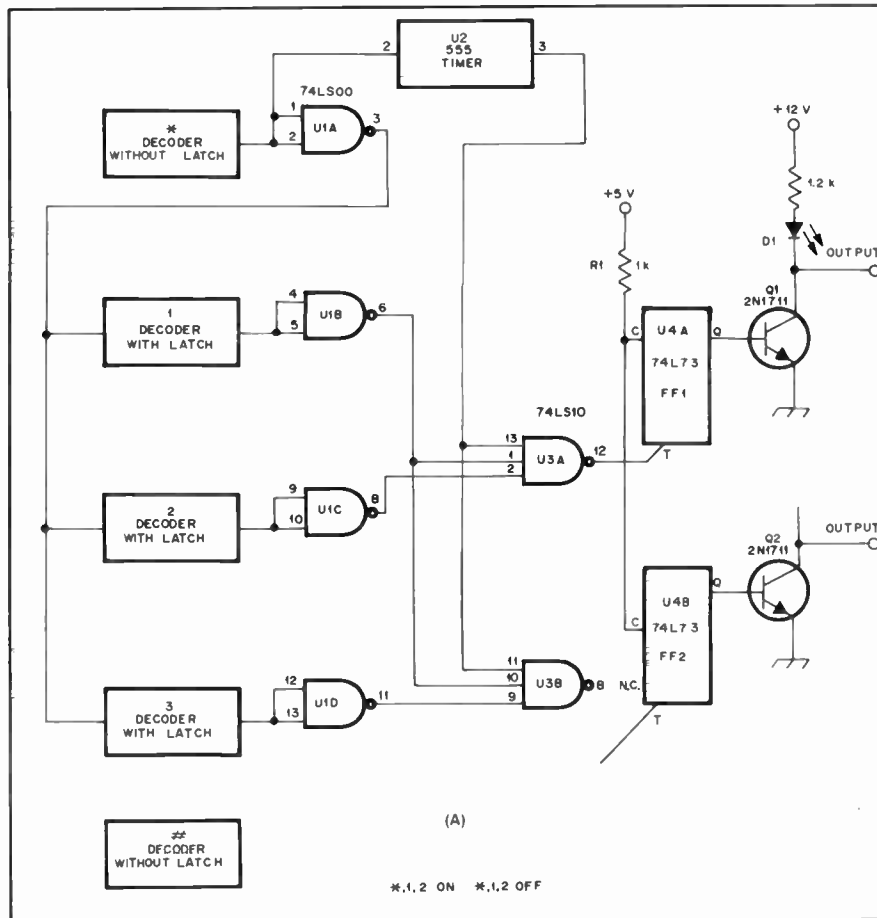 U2
555
TIMER
2
3
74LS00
1
2
U1A
3
*
DECODER
WITHOUT LATCH
+12 V
1.2 k
D1
OUTPUT
+5 V
R1
1k
Q1
2N1711
1
DECODER
WITH LATCH
4
5
U1B
6
C
U4A
74L73
FF1
Q
T
74LS10
13
1
2
U3A
12
2
DECODER
WITH LATCH
9
10
U1C
8
Q2
2N1711
OUTPUT
C
U4B
74L73
FF2
Q
N.C.
T
3
DECODER
WITH LATCH
12
13
U1D
11
11
10
9
U3B
8
#
DECODER
WITHOUT LATCH
(A)
*,1,2 ON *,1,2 OFF